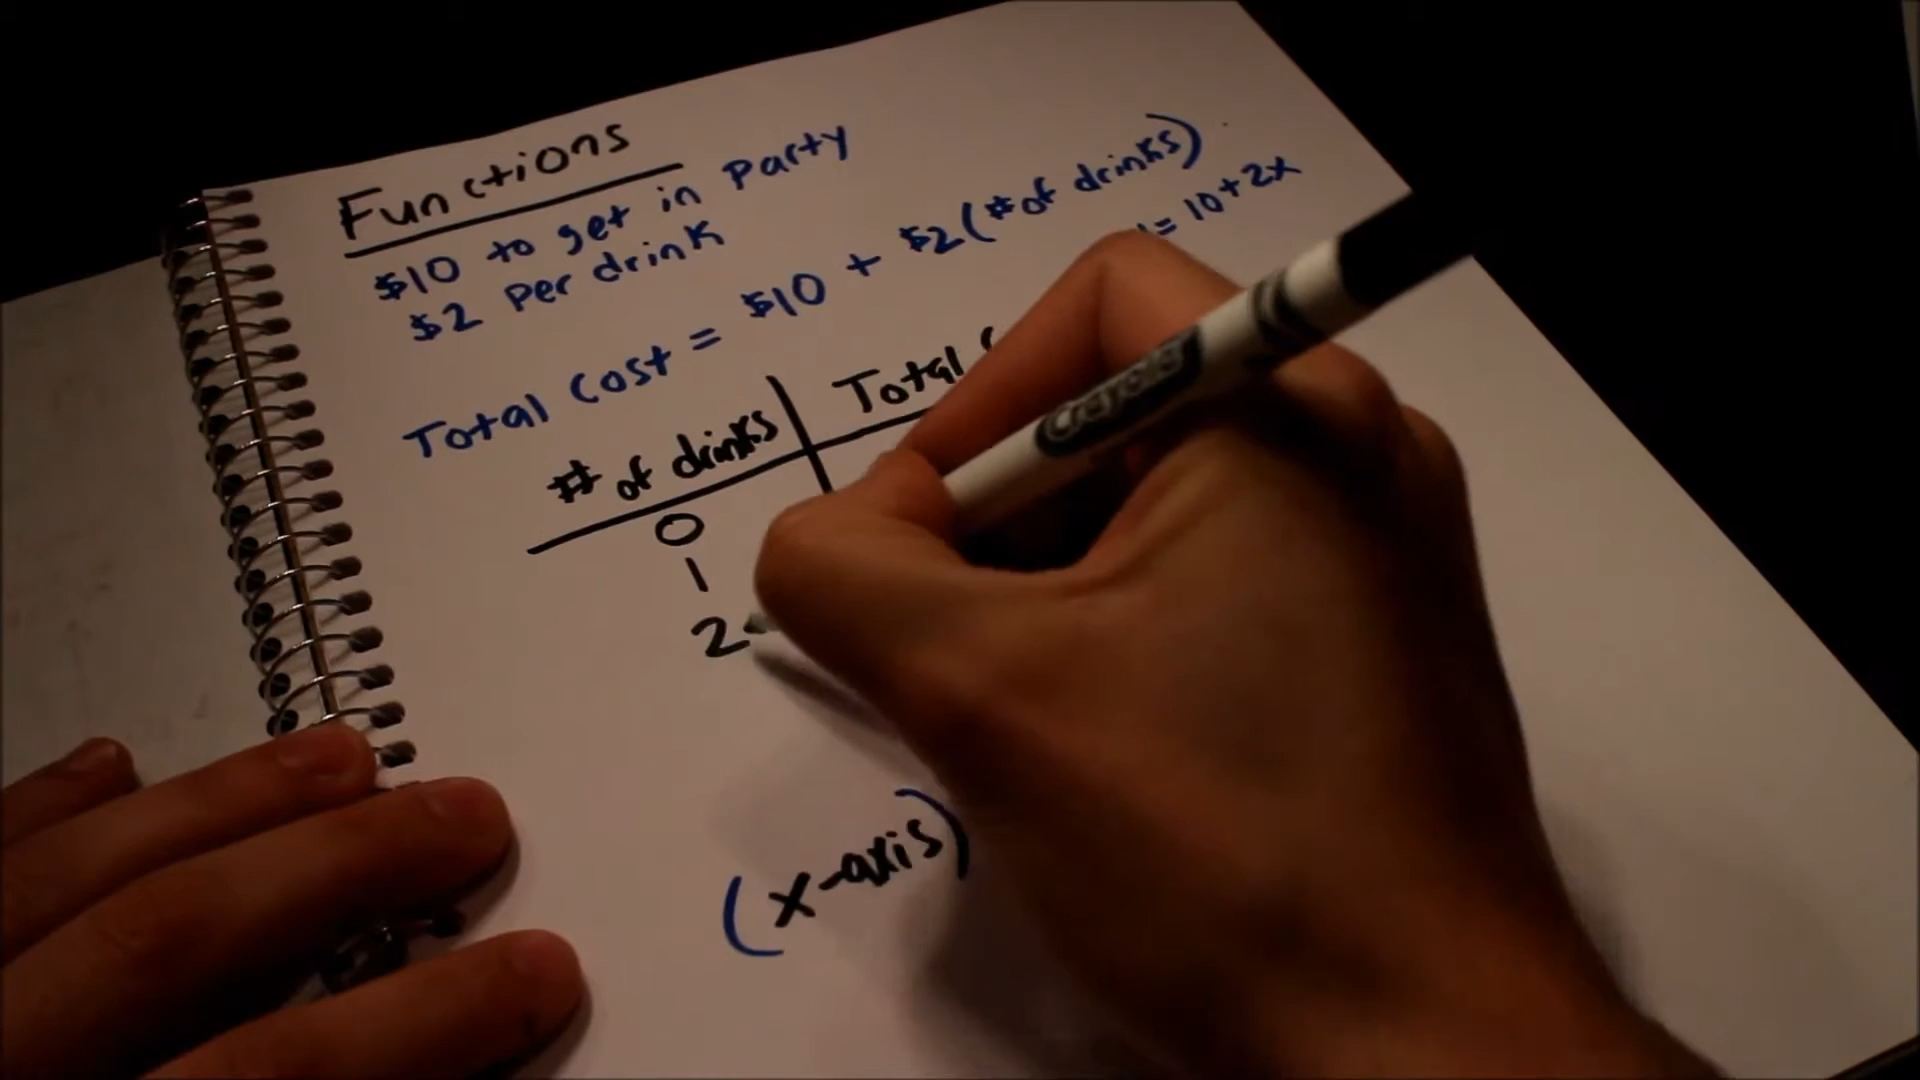 Functions
$10 to get in party
$2 per drink
Total Cost = $10 + $2 (# of drinks)
= 10+2x
# of drinks | Total
0
1
2
(x-axis)
Crayola